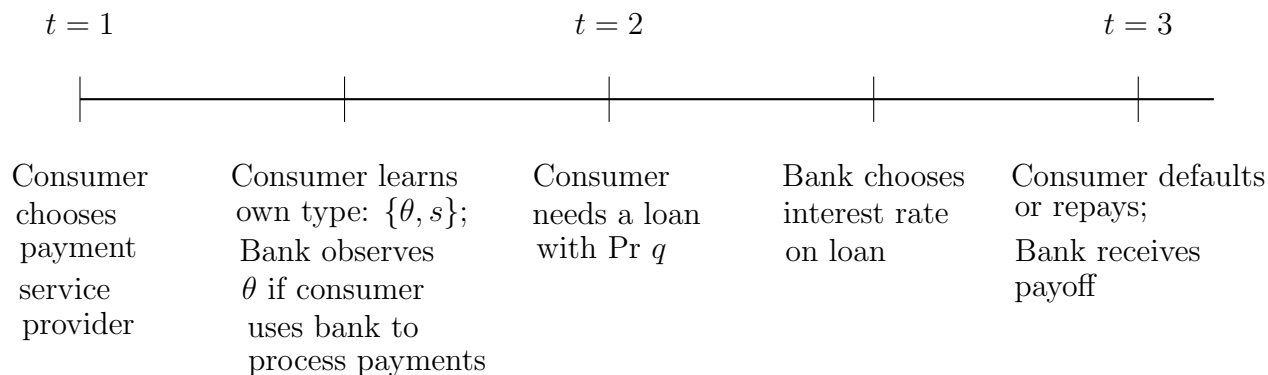 t = 1
t = 2
t = 3
Consumer
chooses
payment
service
provider
Consumer learns
own type: {θ, s};
Bank observes
θ if consumer
uses bank to
process payments
Consumer
needs a loan
with Pr q
Bank chooses
interest rate
on loan
Consumer defaults
or repays;
Bank receives
payoff